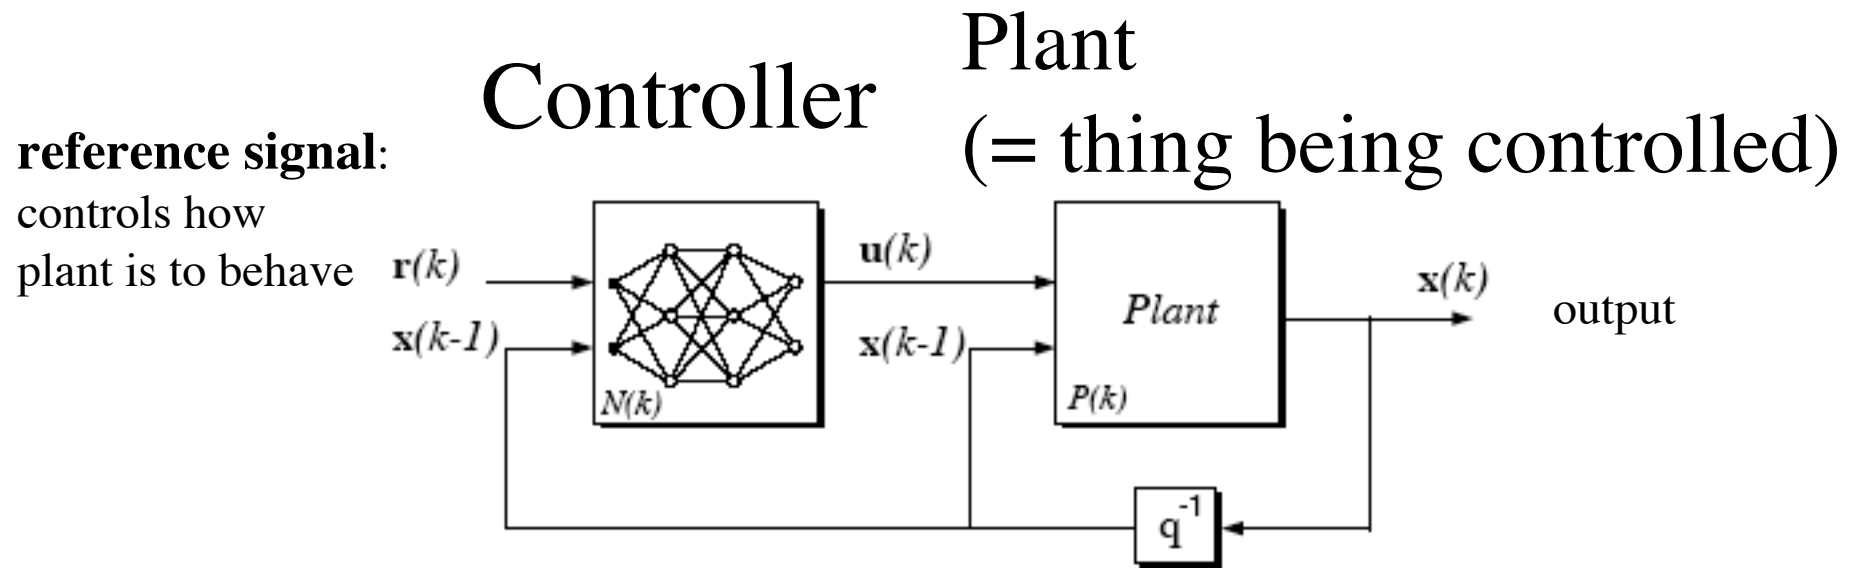 Controller
Plant
(= thing being controlled)
reference signal:
controls how
plant is to behave
r(k)
x(k-1)
N(k)
u(k)
x(k-1)
Plant
P(k)
x(k)
output
q⁻¹